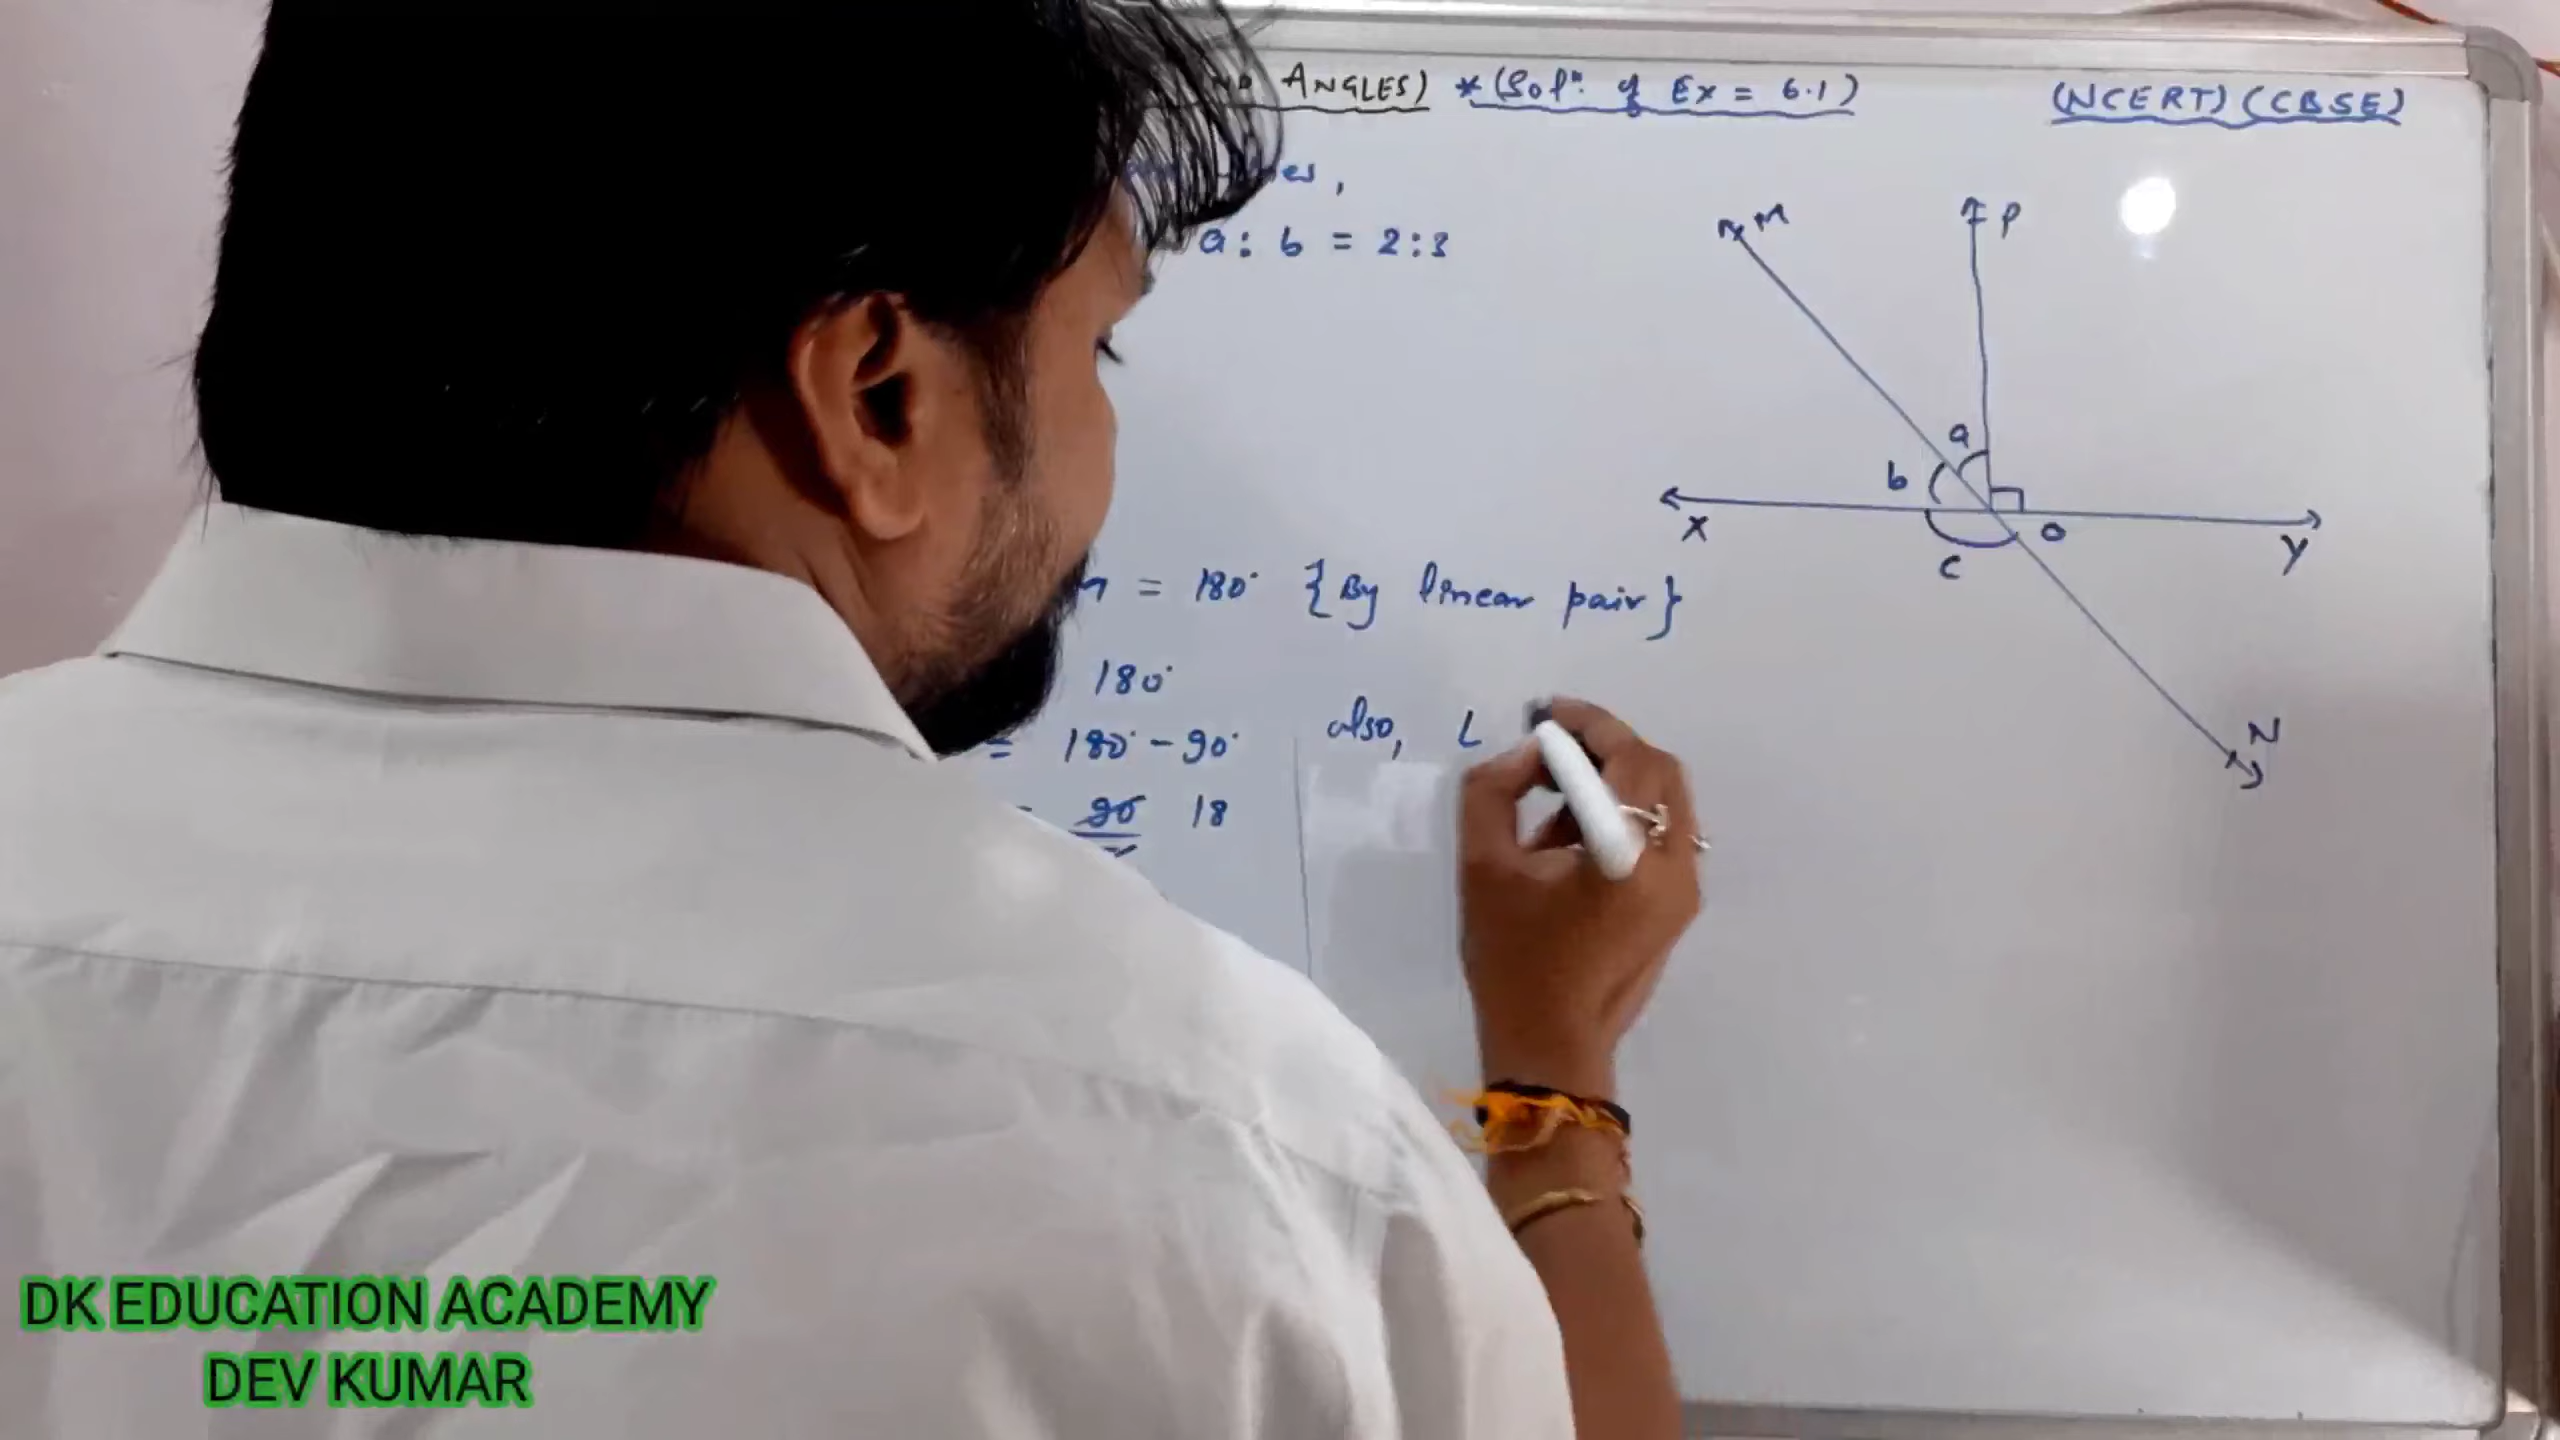 ANGLES) * (Solⁿ. of Ex = 6.1) (NCERT) (CBSE)
a : b = 2:3
M
P
a
b
X
O
Y
c
= 180° {By linear pair}
180°
= 180° - 90°
also, ∠
90 18
N
DK EDUCATION ACADEMY
DEV KUMAR